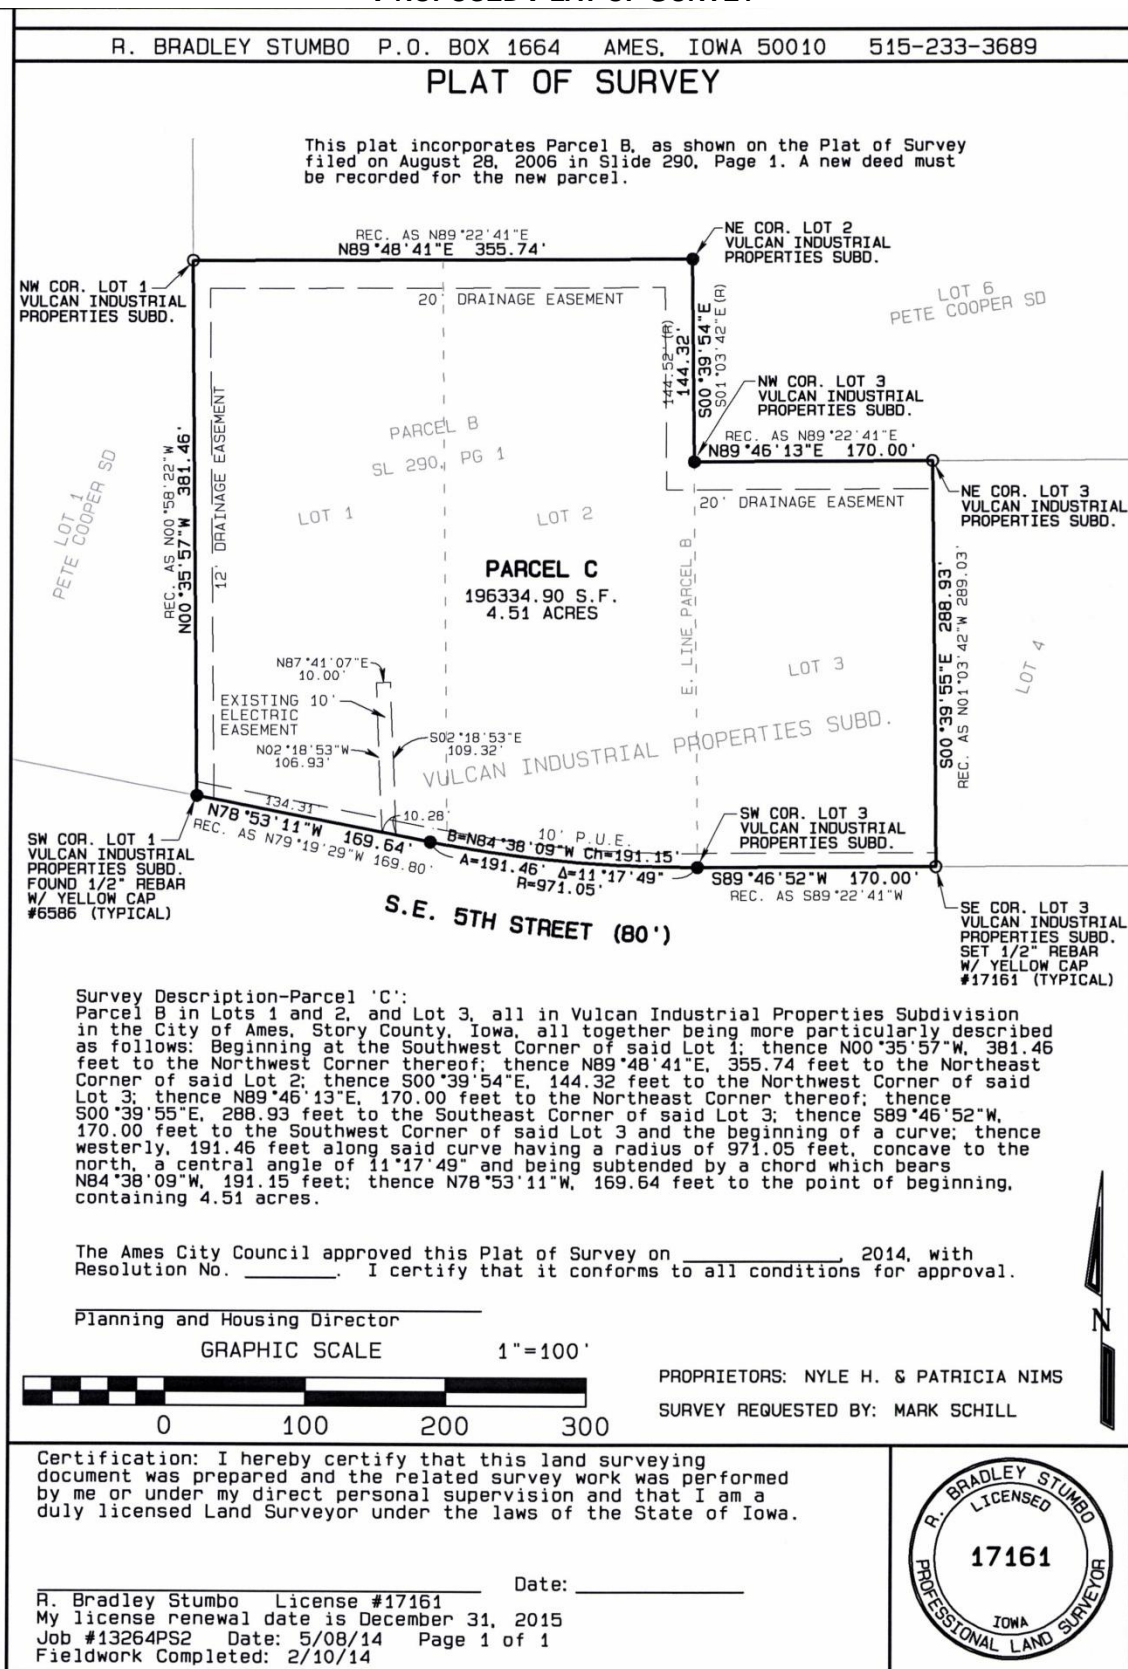 R. BRADLEY STUMBO P.O. BOX 1664 AMES, IOWA 50010 515-233-3689
PLAT OF SURVEY
This plat incorporates Parcel B, as shown on the Plat of Survey
filed on August 28, 2006 in Slide 290, Page 1. A new deed must
be recorded for the new parcel.
REC. AS N89°22'41"E
N89°48'41"E 355.74'
NE COR. LOT 2
VULCAN INDUSTRIAL
PROPERTIES SUBD.
NW COR. LOT 1
VULCAN INDUSTRIAL
PROPERTIES SUBD.
20' DRAINAGE EASEMENT
LOT 6
PETE COOPER SD
144.52' (R)
144.32'
S00°39'54"E
S01°03'42"E (R)
NW COR. LOT 3
VULCAN INDUSTRIAL
PROPERTIES SUBD.
REC. AS N89°22'41"E
N89°46'13"E 170.00'
20' DRAINAGE EASEMENT
NE COR. LOT 3
VULCAN INDUSTRIAL
PROPERTIES SUBD.
LOT 1
PETE COOPER SD
REC. AS N00°58'22"W
N00°35'57"W 381.46'
12' DRAINAGE EASEMENT
PARCEL B
SL 290, PG 1
LOT 1
LOT 2
PARCEL C
196334.90 S.F.
4.51 ACRES
E. LINE PARCEL B
LOT 3
S00°39'55"E 288.93'
REC. AS N01°03'42"W 289.03'
LOT 4
N87°41'07"E
10.00'
EXISTING 10'
ELECTRIC
EASEMENT
N02°18'53"W
106.93'
S02°18'53"E
109.32'
VULCAN INDUSTRIAL PROPERTIES SUBD.
134.31'
10.28'
N78°53'11"W 169.64'
REC. AS N79°19'29"W 169.80'
10' P.U.E.
B=N84°38'09"W Ch=191.15'
A=191.46' Δ=11°17'49"
R=971.05'
SW COR. LOT 3
VULCAN INDUSTRIAL
PROPERTIES SUBD.
S89°46'52"W 170.00'
REC. AS S89°22'41"W
SW COR. LOT 1
VULCAN INDUSTRIAL
PROPERTIES SUBD.
FOUND 1/2" REBAR
W/ YELLOW CAP
#6586 (TYPICAL)
S.E. 5TH STREET (80')
SE COR. LOT 3
VULCAN INDUSTRIAL
PROPERTIES SUBD.
SET 1/2" REBAR
W/ YELLOW CAP
#17161 (TYPICAL)
Survey Description-Parcel 'C':
Parcel B in Lots 1 and 2, and Lot 3, all in Vulcan Industrial Properties Subdivision
in the City of Ames, Story County, Iowa, all together being more particularly described
as follows: Beginning at the Southwest Corner of said Lot 1; thence N00°35'57"W, 381.46
feet to the Northwest Corner thereof; thence N89°48'41"E, 355.74 feet to the Northeast
Corner of said Lot 2; thence S00°39'54"E, 144.32 feet to the Northwest Corner of said
Lot 3; thence N89°46'13"E, 170.00 feet to the Northeast Corner thereof; thence
S00°39'55"E, 288.93 feet to the Southeast Corner of said Lot 3; thence S89°46'52"W,
170.00 feet to the Southwest Corner of said Lot 3 and the beginning of a curve; thence
westerly, 191.46 feet along said curve having a radius of 971.05 feet, concave to the
north, a central angle of 11°17'49" and being subtended by a chord which bears
N84°38'09"W, 191.15 feet; thence N78°53'11"W, 169.64 feet to the point of beginning,
containing 4.51 acres.
The Ames City Council approved this Plat of Survey on ____________, 2014, with
Resolution No. _______. I certify that it conforms to all conditions for approval.
Planning and Housing Director
GRAPHIC SCALE 1"=100'
0 100 200 300
N
PROPRIETORS: NYLE H. & PATRICIA NIMS
SURVEY REQUESTED BY: MARK SCHILL
Certification: I hereby certify that this land surveying
document was prepared and the related survey work was performed
by me or under my direct personal supervision and that I am a
duly licensed Land Surveyor under the laws of the State of Iowa.
Date: ____________
R. Bradley Stumbo License #17161
My license renewal date is December 31, 2015
Job #13264PS2 Date: 5/08/14 Page 1 of 1
Fieldwork Completed: 2/10/14
R. BRADLEY STUMBO
LICENSED
17161
IOWA
PROFESSIONAL LAND SURVEYOR